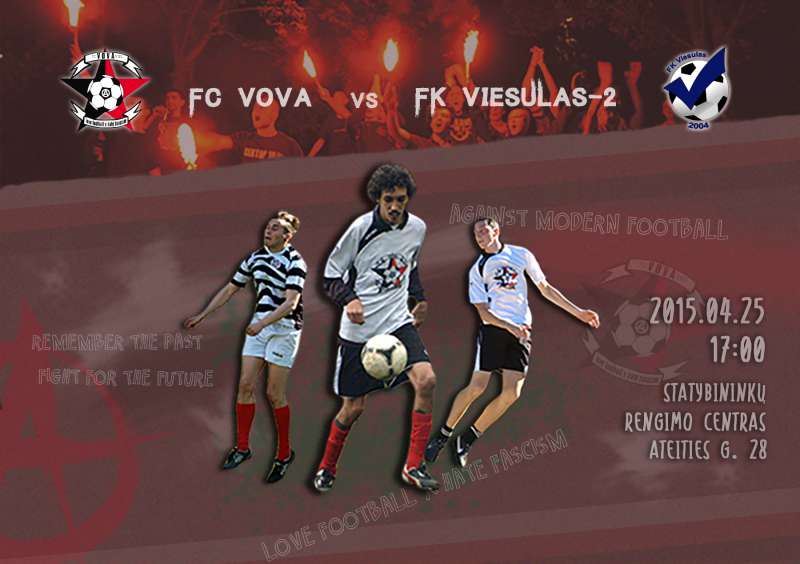 VOVA
FC VOVA vs FK VIESULAS-2
FK Viesulas
2004
AGAINST MODERN FOOTBALL
VOVA
2015.04.25
17:00
REMEMBER THE PAST
FIGHT FOR THE FUTURE
STATYBININKŲ
RENGIMO CENTRAS
ATEITIES G. 28
LOVE FOOTBALL HATE FASCISM